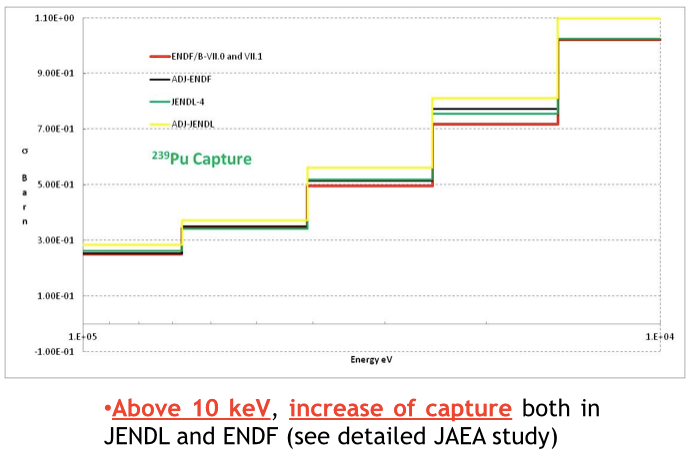 1.10E+00
9.00E-01
7.00E-01
5.00E-01
3.00E-01
1.00E-01
-1.00E-01
σ
B
a
r
n
ENDF/B-VII.0 and VII.1
ADJ-ENDF
JENDL-4
ADJ-JENDL
²³⁹Pu Capture
1.E+05
1.E+04
Energy eV
•Above 10 keV, increase of capture both in
JENDL and ENDF (see detailed JAEA study)